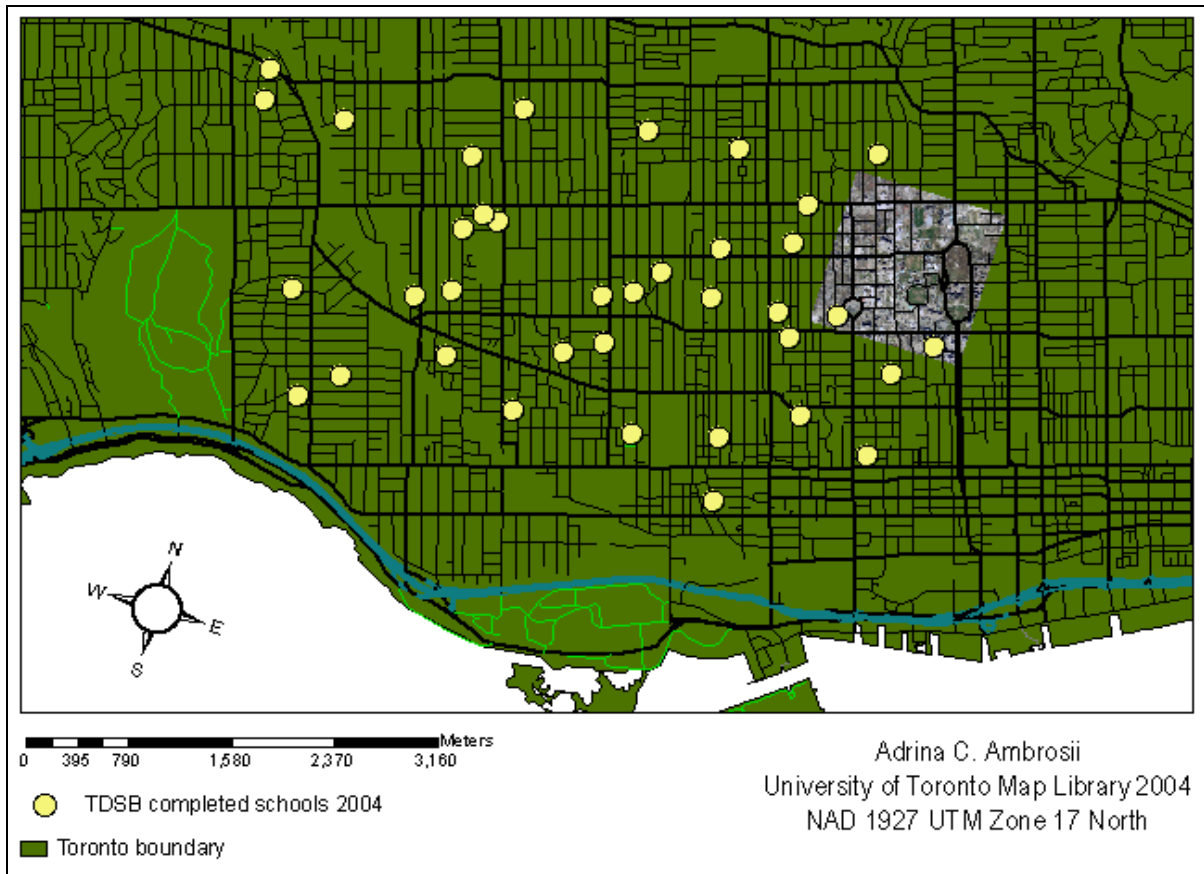 N
W
E
S
Meters
0 395 790 1,580 2,370 3,160
TDSB completed schools 2004
Toronto boundary
Adrina C. Ambrosii
University of Toronto Map Library 2004
NAD 1927 UTM Zone 17 North